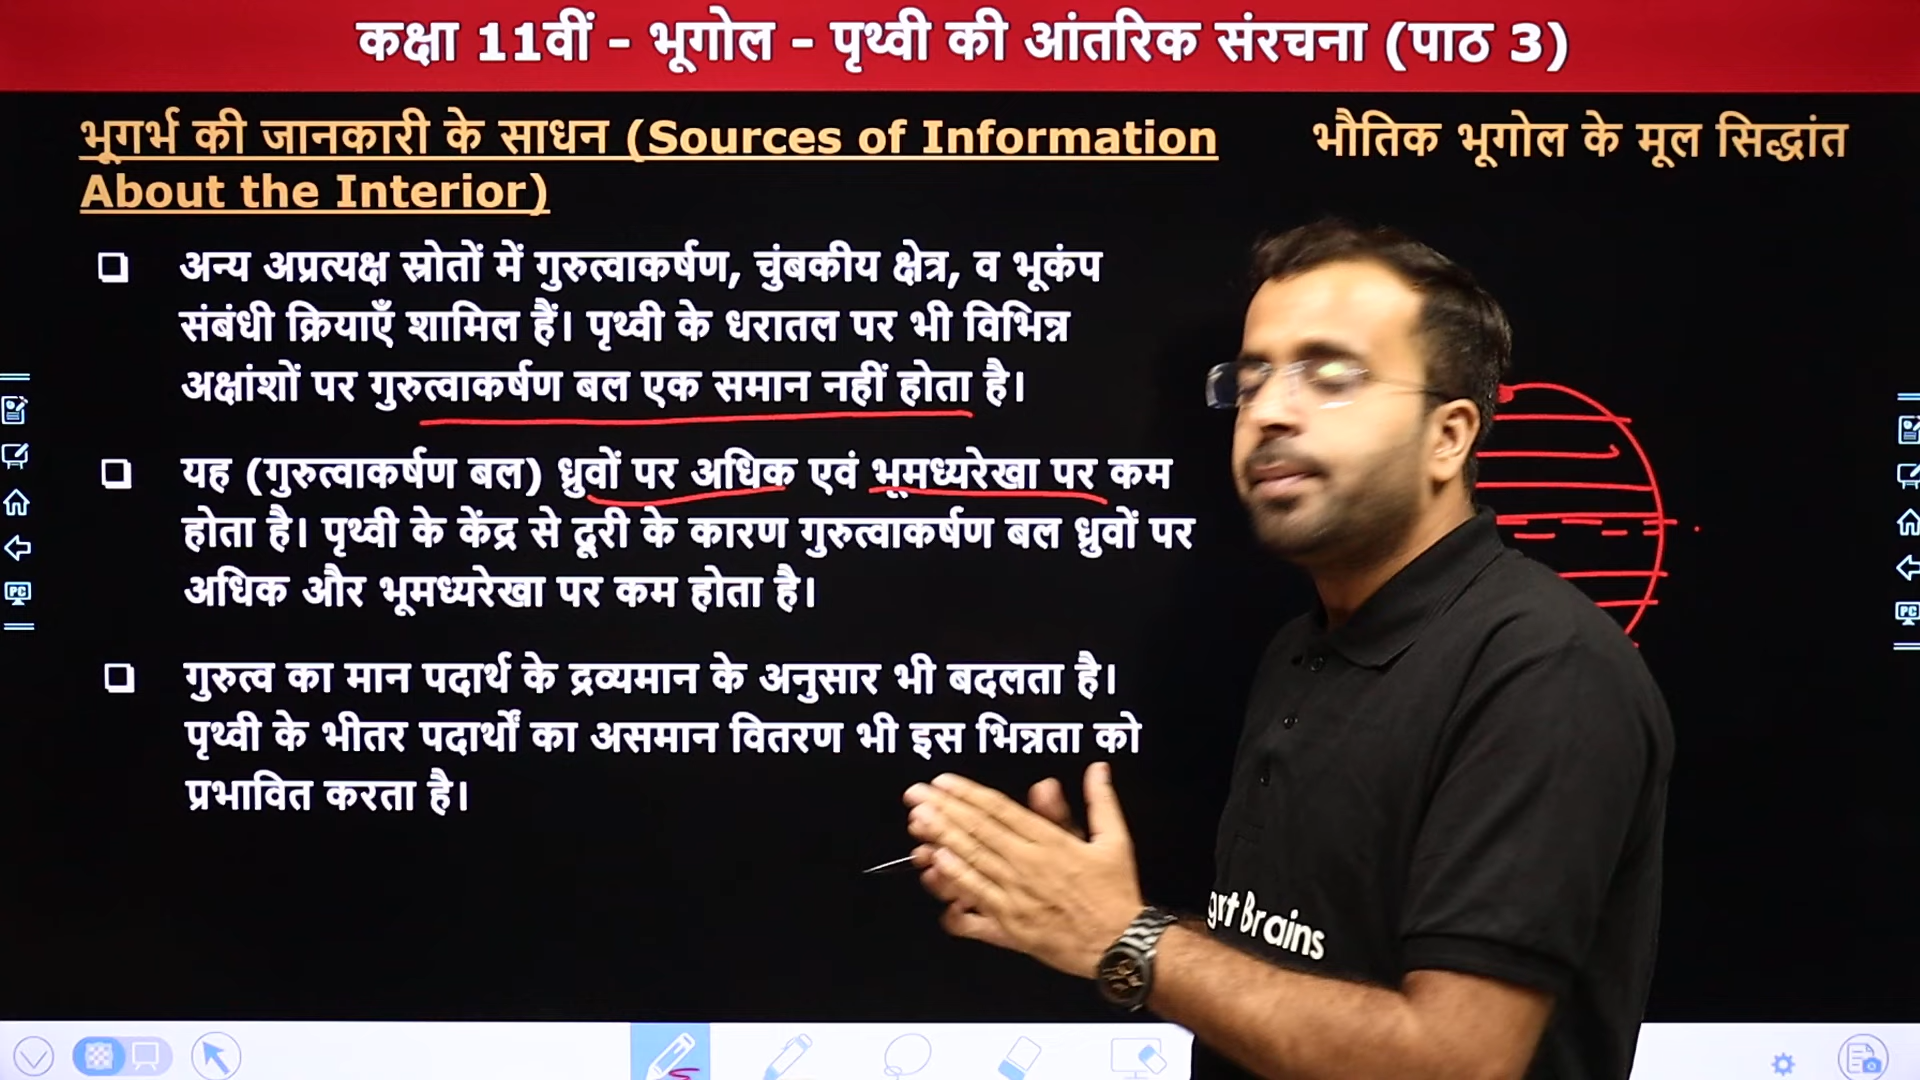 कक्षा 11वीं - भूगोल - पृथ्वी की आंतरिक संरचना (पाठ 3)
भूगर्भ की जानकारी के साधन (Sources of Information
About the Interior)
भौतिक भूगोल के मूल सिद्धांत
❑ अन्य अप्रत्यक्ष स्रोतों में गुरुत्वाकर्षण, चुंबकीय क्षेत्र, व भूकंप
संबंधी क्रियाएँ शामिल हैं। पृथ्वी के धरातल पर भी विभिन्न
अक्षांशों पर गुरुत्वाकर्षण बल एक समान नहीं होता है।
❑ यह (गुरुत्वाकर्षण बल) ध्रुवों पर अधिक एवं भूमध्यरेखा पर कम
होता है। पृथ्वी के केंद्र से दूरी के कारण गुरुत्वाकर्षण बल ध्रुवों पर
अधिक और भूमध्यरेखा पर कम होता है।
❑ गुरुत्व का मान पदार्थ के द्रव्यमान के अनुसार भी बदलता है।
पृथ्वी के भीतर पदार्थों का असमान वितरण भी इस भिन्नता को
प्रभावित करता है।
PC
PC
Brains